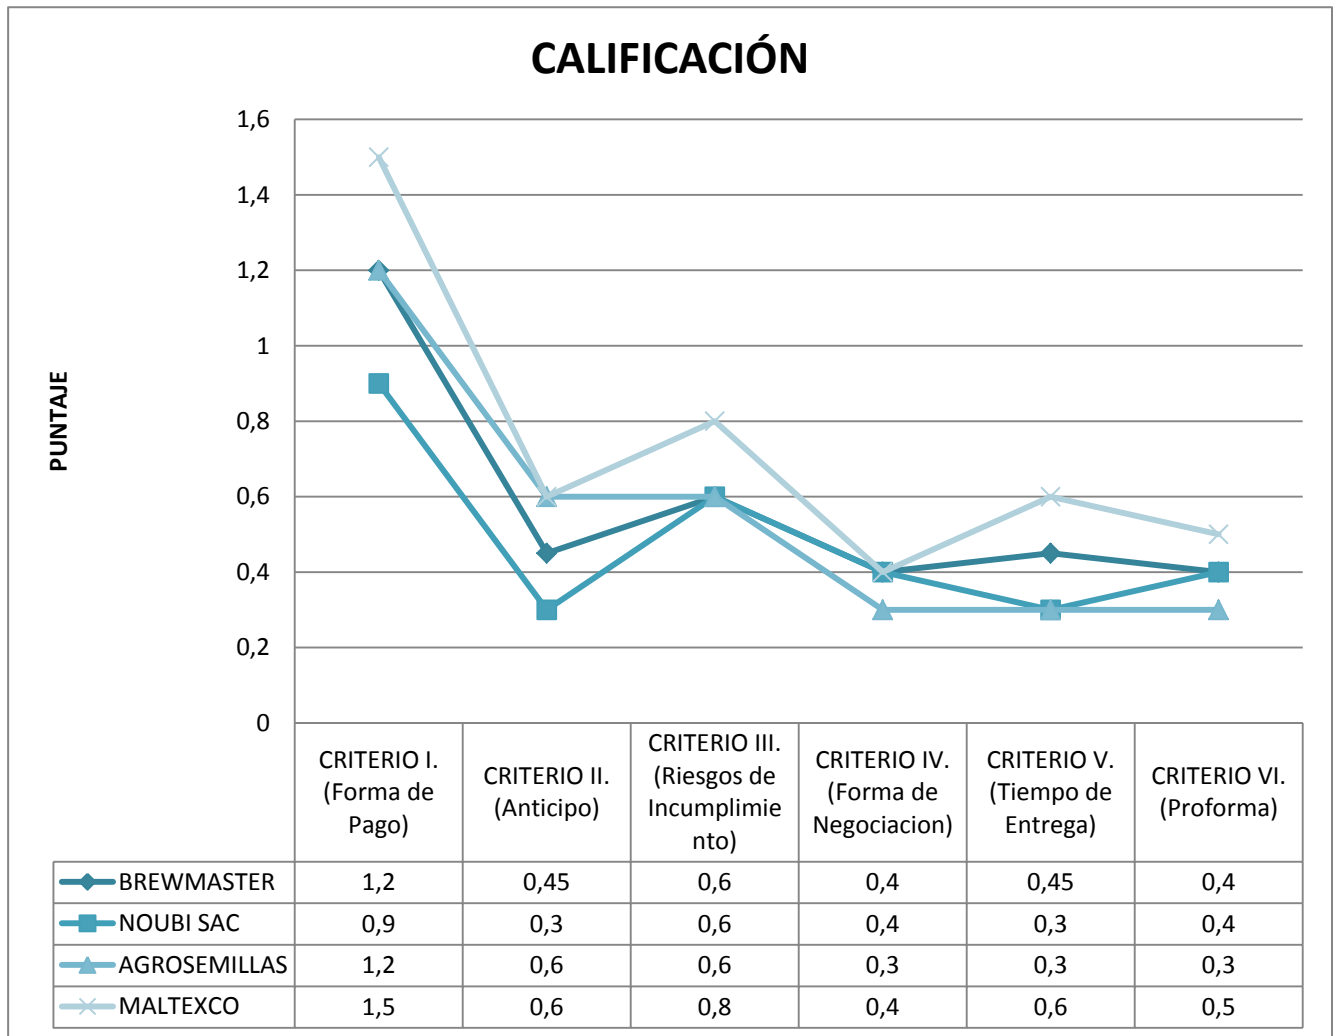 CALIFICACIÓN
PUNTAJE
1,6
1,4
1,2
1
0,8
0,6
0,4
0,2
0
CRITERIO I.
(Forma de
Pago)
CRITERIO II.
(Anticipo)
CRITERIO III.
(Riesgos de
Incumplimie
nto)
CRITERIO IV.
(Forma de
Negociacion)
CRITERIO V.
(Tiempo de
Entrega)
CRITERIO VI.
(Proforma)
BREWMASTER 1,2 0,45 0,6 0,4 0,45 0,4
NOUBI SAC 0,9 0,3 0,6 0,4 0,3 0,4
AGROSEMILLAS 1,2 0,6 0,6 0,3 0,3 0,3
MALTEXCO 1,5 0,6 0,8 0,4 0,6 0,5